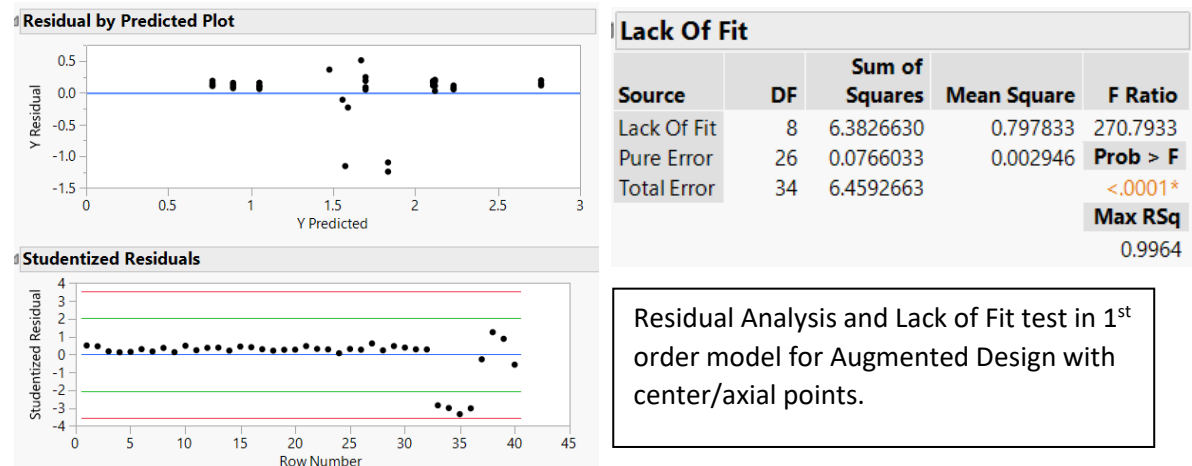 Residual by Predicted Plot
0.5
0.0
-0.5
-1.0
-1.5
Y Residual
0 0.5 1 1.5 2 2.5 3
Y Predicted
Studentized Residuals
4
3
2
1
0
-1
-2
-3
-4
Studentized Residual
0 5 10 15 20 25 30 35 40 45
Row Number
Lack Of Fit
Sum of
Source DF Squares Mean Square F Ratio
Lack Of Fit 8 6.3826630 0.797833 270.7933
Pure Error 26 0.0766033 0.002946 Prob > F
Total Error 34 6.4592663 <.0001*
Max RSq
0.9964
Residual Analysis and Lack of Fit test in 1st
order model for Augmented Design with
center/axial points.